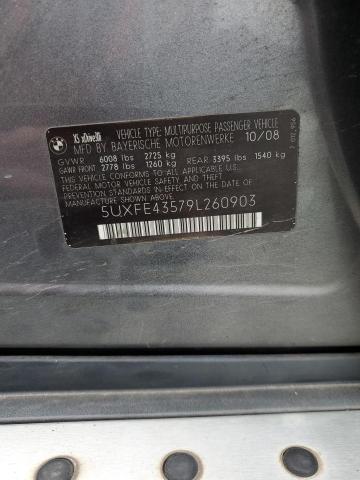 BMW
X5 xDrive30i
VEHICLE TYPE: MULTIPURPOSE PASSENGER VEHICLE
MFD BY BAYERISCHE MOTORENWERKE 10/08
GVWR 6008 lbs 2725 kg
GAWR FRONT 2778 lbs 1260 kg REAR 3395 lbs 1540 kg
THIS VEHICLE CONFORMS TO ALL APPLICABLE
FEDERAL MOTOR VEHICLE SAFETY AND THEFT
PREVENTION STANDARDS IN EFFECT ON THE
DATE OF MANUFACTURE SHOWN ABOVE
5UXFE43579L260903